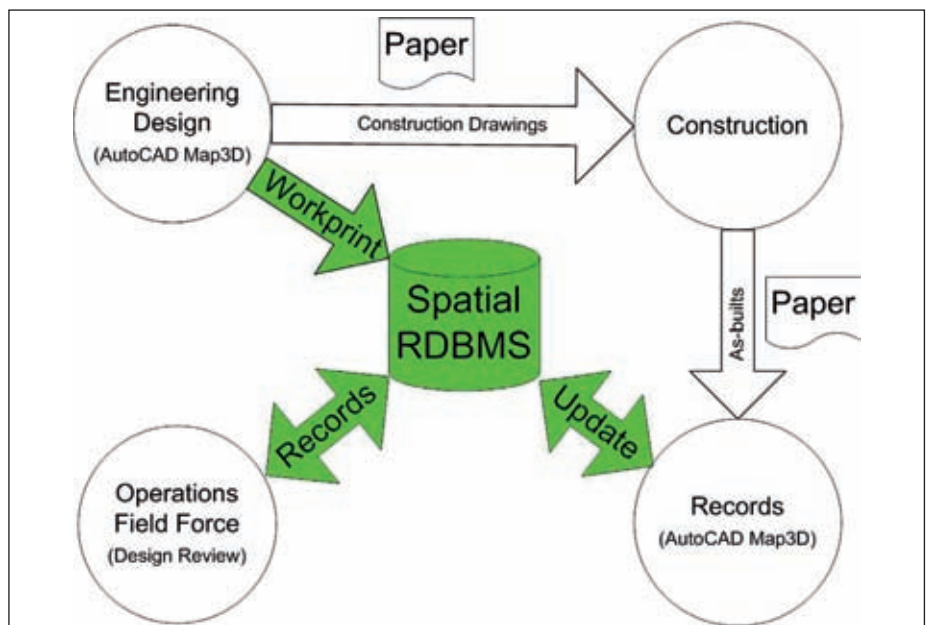 Paper
Engineering
Design
(AutoCAD Map3D)
Construction Drawings
Construction
Workprint
Spatial
RDBMS
As-builts
Paper
Records
Update
Operations
Field Force
(Design Review)
Records
(AutoCAD Map3D)